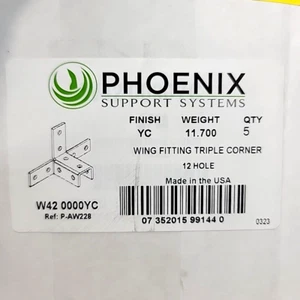 PHOENIX
SUPPORT SYSTEMS
FINISH WEIGHT QTY
YC 11.700 5
WING FITTING TRIPLE CORNER
12 HOLE
Made in the USA
W42 0000YC
Ref: P-AW228
07 352015 99144 0
0323